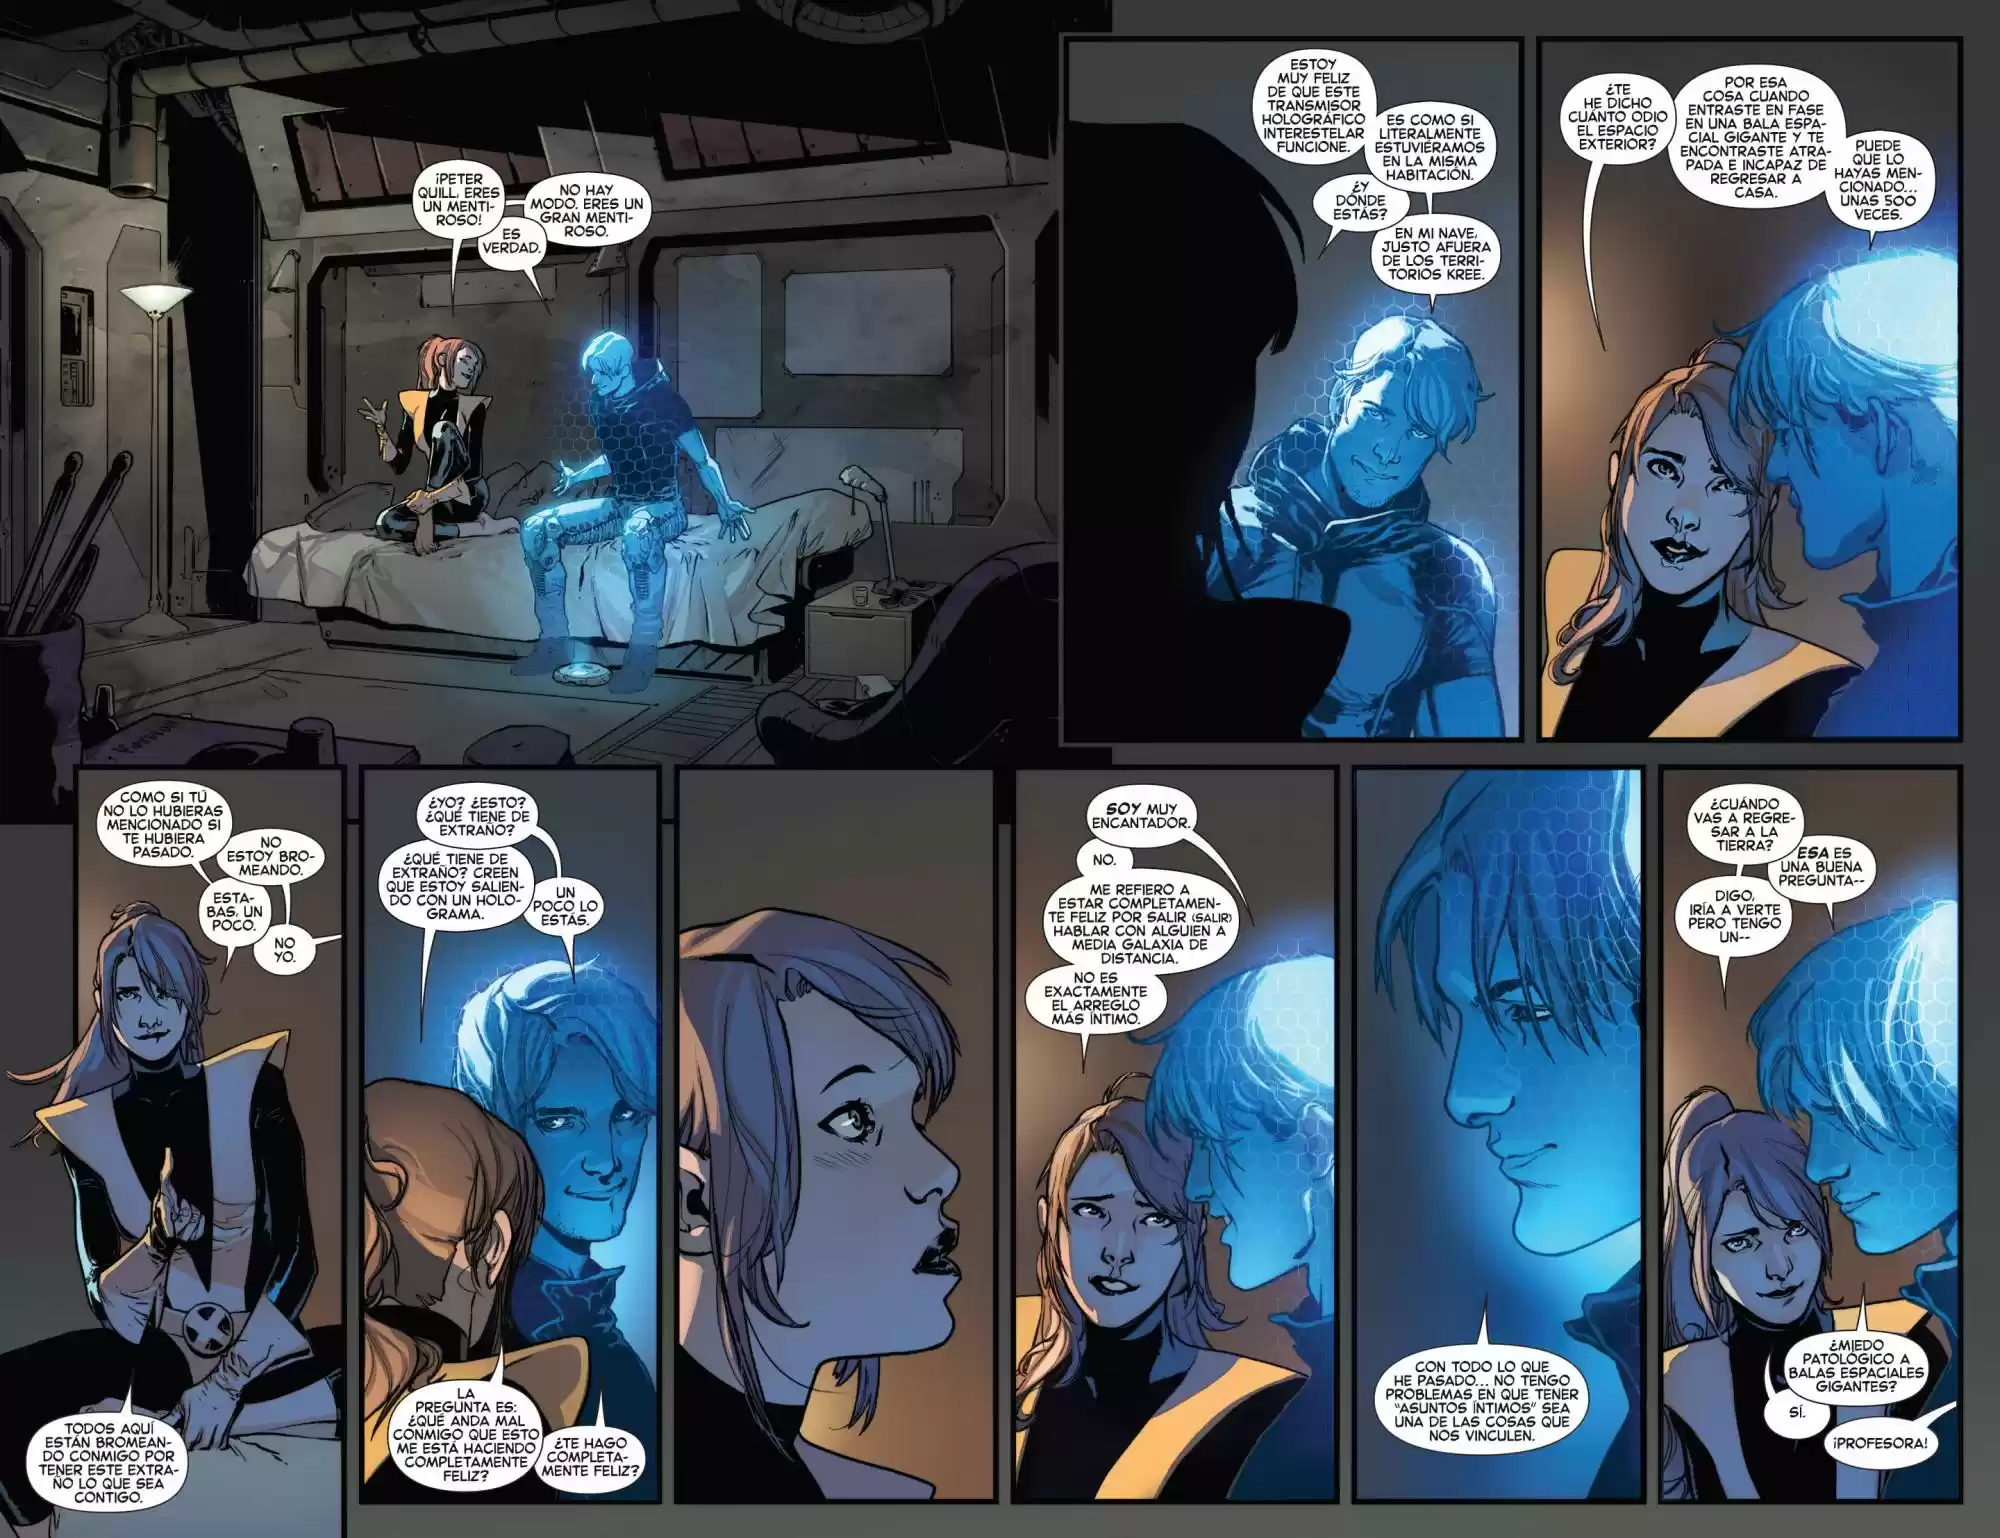 ¡PETER
QUILL, ERES
UN MENTI-
ROSO!
ES
VERDAD.
NO HAY
MODO. ERES UN
GRAN MENTI-
ROSO.
ESTOY
MUY FELIZ
DE QUE ESTE
TRANSMISOR
HOLOGRÁFICO
INTERESTELAR
FUNCIONE.
ES COMO SI
LITERALMENTE
ESTUVIÉRAMOS
EN LA MISMA
HABITACIÓN.
¿Y
DÓNDE
ESTÁS?
EN MI NAVE,
JUSTO AFUERA
DE LOS TERRI-
TORIOS KREE.
¿TE
HE DICHO
CUÁNTO ODIO
EL ESPACIO
EXTERIOR?
POR ESA
COSA CUANDO
ENTRASTE EN FASE
EN UNA BALA ESPA-
CIAL GIGANTE Y TE
ENCONTRASTE ATRA-
PADA E INCAPAZ DE
REGRESAR A
CASA.
PUEDE
QUE LO
HAYAS MEN-
CIONADO...
UNAS 500
VECES.
COMO SI TÚ
NO LO HUBIERAS
MENCIONADO SI
TE HUBIERA
PASADO.
NO
ESTOY BRO-
MEANDO.
ESTA-
BAS, UN
POCO.
NO
YO.
TODOS AQUÍ
ESTÁN BROMEAN-
DO CONMIGO POR
TENER ESTE EXTRA-
ÑO LO QUE SEA
CONTIGO.
¿YO? ¿ESTO?
¿QUÉ TIENE DE
EXTRAÑO?
¿QUÉ TIENE DE
EXTRAÑO? CREEN
QUE ESTOY SALIEN-
DO CON UN HOLO-
GRAMA.
UN
POCO LO
ESTÁS.
LA
PREGUNTA ES:
¿QUÉ ANDA MAL
CONMIGO QUE ESTO
ME ESTÁ HACIENDO
COMPLETAMENTE
FELIZ?
¿TE HAGO
COMPLETA-
MENTE FELIZ?
SOY MUY
ENCANTADOR.
NO.
ME REFIERO A
ESTAR COMPLETAMEN-
TE FELIZ POR SALIR (SALIR)
HABLAR CON ALGUIEN A
MEDIA GALAXIA DE
DISTANCIA.
NO ES
EXACTAMENTE
EL ARREGLO
MÁS ÍNTIMO.
CON TODO LO QUE
HE PASADO... NO TENGO
PROBLEMAS EN QUE TENER
"ASUNTOS ÍNTIMOS" SEA
UNA DE LAS COSAS QUE
NOS VINCULEN.
¿CUÁNDO
VAS A REGRE-
SAR A LA
TIERRA?
ESA ES
UNA BUENA
PREGUNTA--
DIGO,
IRÍA A VERTE
PERO TENGO
UN--
¿MIEDO
PATOLÓGICO A
BALAS ESPACIALES
GIGANTES?
SÍ.
¡PROFESORA!